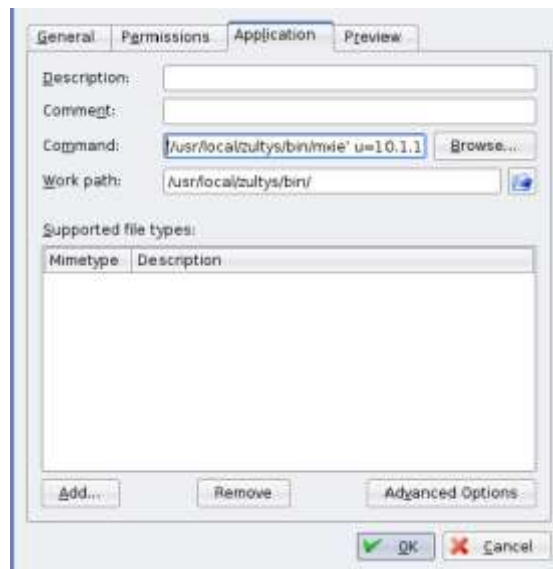 General Permissions Application Preview
Description:
Comment:
Command: '/usr/local/zultys/bin/mxie' u=10.1.1 Browse...
Work path: /usr/local/zultys/bin/
Supported file types:
Mimetype Description
Add... Remove Advanced Options
OK Cancel